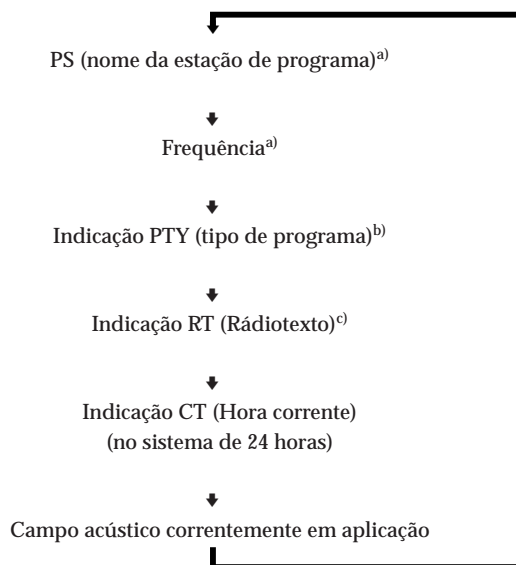 PS (nome da estação de programa)a)
Frequênciaa)
Indicação PTY (tipo de programa)b)
Indicação RT (Rádiotexto)c)
Indicação CT (Hora corrente)
(no sistema de 24 horas)
Campo acústico correntemente em aplicação